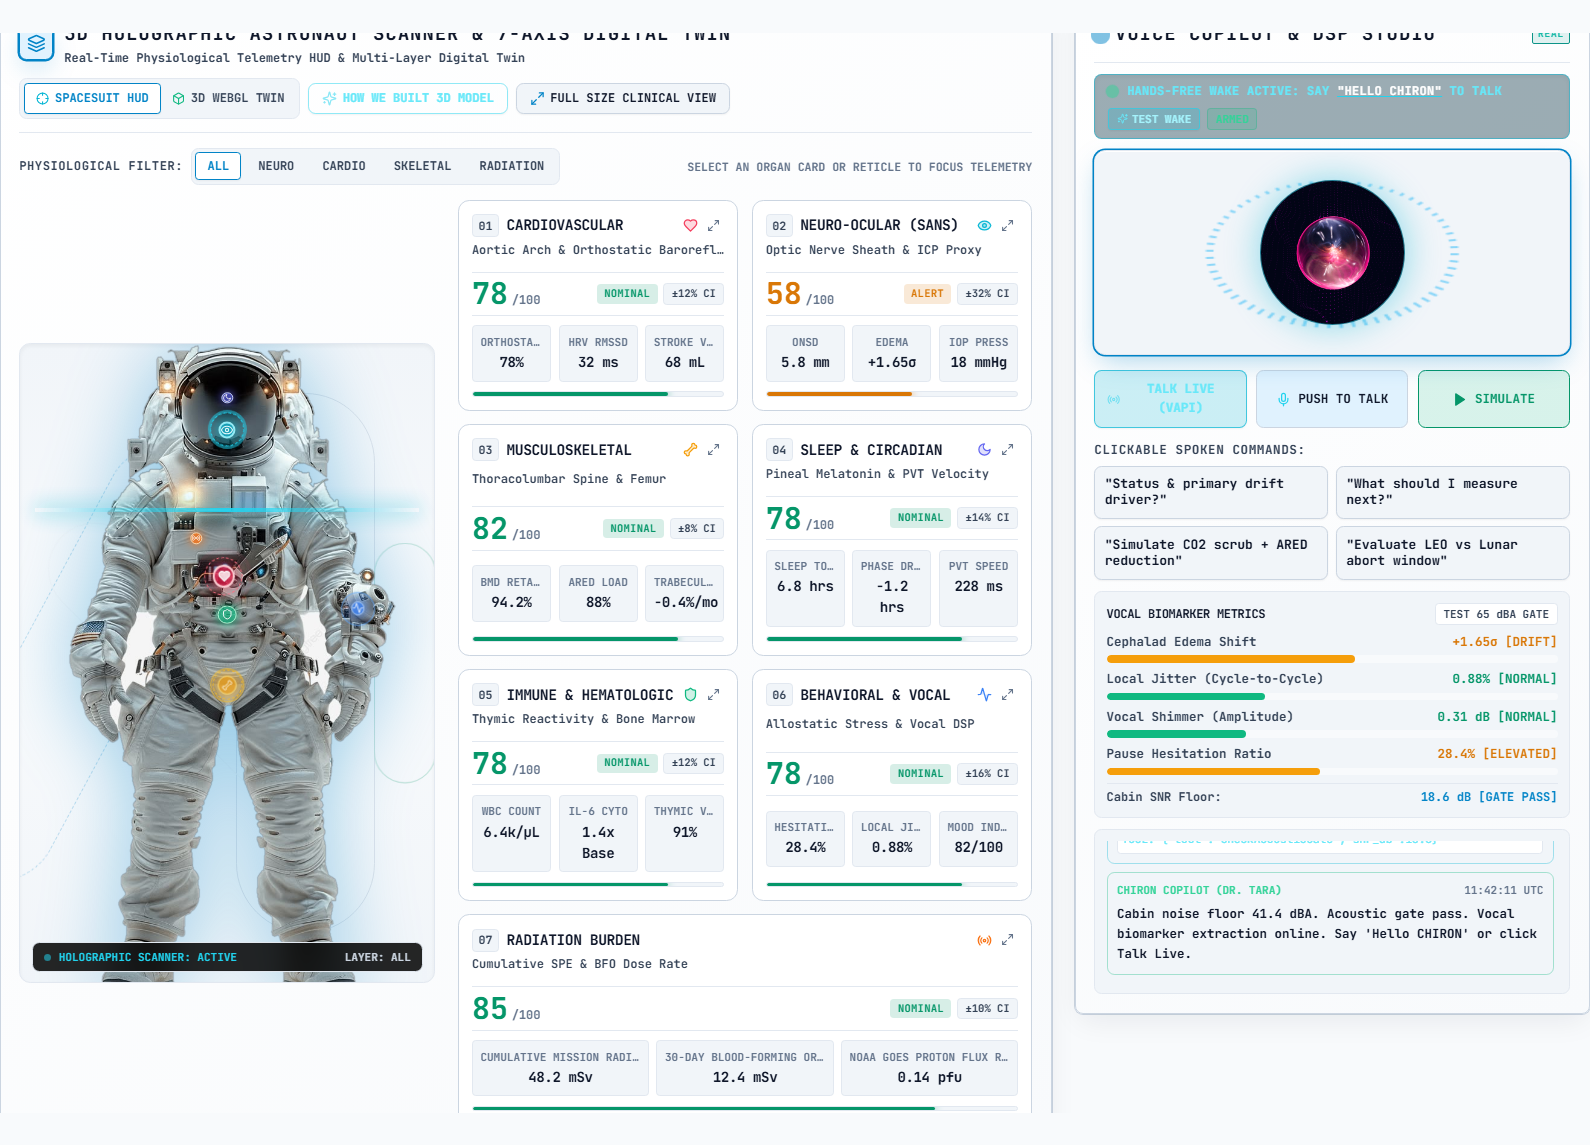 3D HOLOGRAPHIC ASTRONAUT SCANNER & 7-AXIS DIGITAL TWIN
Real-Time Physiological Telemetry HUD & Multi-Layer Digital Twin
SPACESUIT HUD
3D WEBGL TWIN
HOW WE BUILT 3D MODEL
FULL SIZE CLINICAL VIEW
PHYSIOLOGICAL FILTER:
ALL
NEURO
CARDIO
SKELETAL
RADIATION
SELECT AN ORGAN CARD OR RETICLE TO FOCUS TELEMETRY
HOLOGRAPHIC SCANNER: ACTIVE
LAYER: ALL
01 CARDIOVASCULAR
Aortic Arch & Orthostatic Barorefl…
78 /100
NOMINAL
±12% CI
ORTHOSTA…
78%
HRV RMSSD
32 ms
STROKE V…
68 mL
02 NEURO-OCULAR (SANS)
Optic Nerve Sheath & ICP Proxy
58 /100
ALERT
±32% CI
ONSD
5.8 mm
EDEMA
+1.65σ
IOP PRESS
18 mmHg
03 MUSCULOSKELETAL
Thoracolumbar Spine & Femur
82 /100
NOMINAL
±8% CI
BMD RETA…
94.2%
ARED LOAD
88%
TRABECUL…
-0.4%/mo
04 SLEEP & CIRCADIAN
Pineal Melatonin & PVT Velocity
78 /100
NOMINAL
±14% CI
SLEEP TO…
6.8 hrs
PHASE DR…
-1.2
hrs
PVT SPEED
228 ms
05 IMMUNE & HEMATOLOGIC
Thymic Reactivity & Bone Marrow
78 /100
NOMINAL
±12% CI
WBC COUNT
6.4k/μL
IL-6 CYTO
1.4x
Base
THYMIC V…
91%
06 BEHAVIORAL & VOCAL
Allostatic Stress & Vocal DSP
78 /100
NOMINAL
±16% CI
HESITATI…
28.4%
LOCAL JI…
0.88%
MOOD IND…
82/100
07 RADIATION BURDEN
Cumulative SPE & BFO Dose Rate
85 /100
NOMINAL
±10% CI
CUMULATIVE MISSION RADI…
48.2 mSv
30-DAY BLOOD-FORMING OR…
12.4 mSv
NOAA GOES PROTON FLUX R…
0.14 pfu
VOICE COPILOT & DSP STUDIO
REAL
HANDS-FREE WAKE ACTIVE: SAY "HELLO CHIRON" TO TALK
TEST WAKE
TALK LIVE
(VAPI)
PUSH TO TALK
SIMULATE
CLICKABLE SPOKEN COMMANDS:
"Status & primary drift
driver?"
"What should I measure
next?"
"Simulate CO2 scrub + ARED
reduction"
"Evaluate LEO vs Lunar
abort window"
VOCAL BIOMARKER METRICS
TEST 65 dBA GATE
Cephalad Edema Shift
+1.65σ [DRIFT]
Local Jitter (Cycle-to-Cycle)
0.88% [NORMAL]
Vocal Shimmer (Amplitude)
0.31 dB [NORMAL]
Pause Hesitation Ratio
28.4% [ELEVATED]
Cabin SNR Floor:
18.6 dB [GATE PASS]
CHIRON COPILOT (DR. TARA)
11:42:11 UTC
Cabin noise floor 41.4 dBA. Acoustic gate pass. Vocal
biomarker extraction online. Say 'Hello CHIRON' or click
Talk Live.